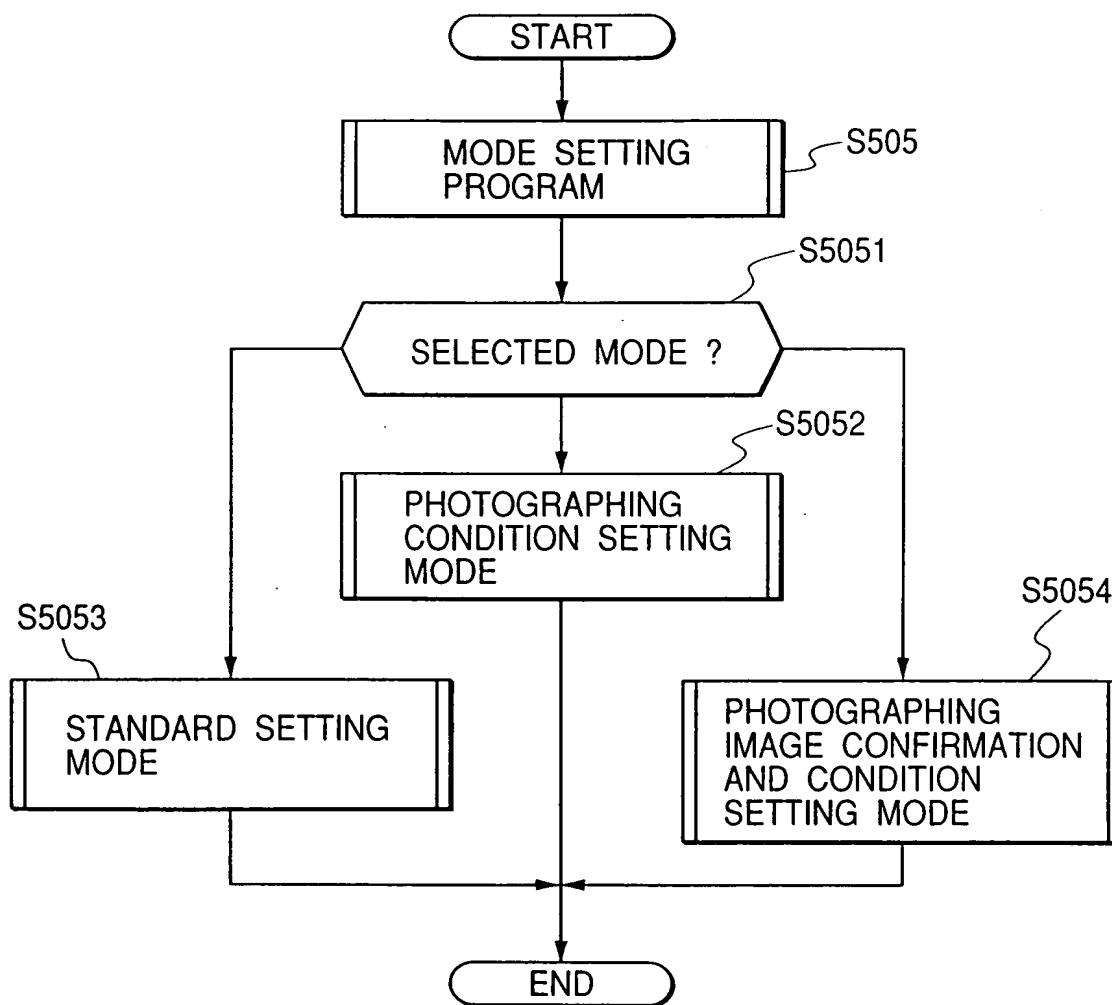 START
MODE SETTING
PROGRAM
S505
S5051
SELECTED MODE ?
S5052
PHOTOGRAPHING
CONDITION SETTING
MODE
S5053
STANDARD SETTING
MODE
S5054
PHOTOGRAPHING
IMAGE CONFIRMATION
AND CONDITION
SETTING MODE
END